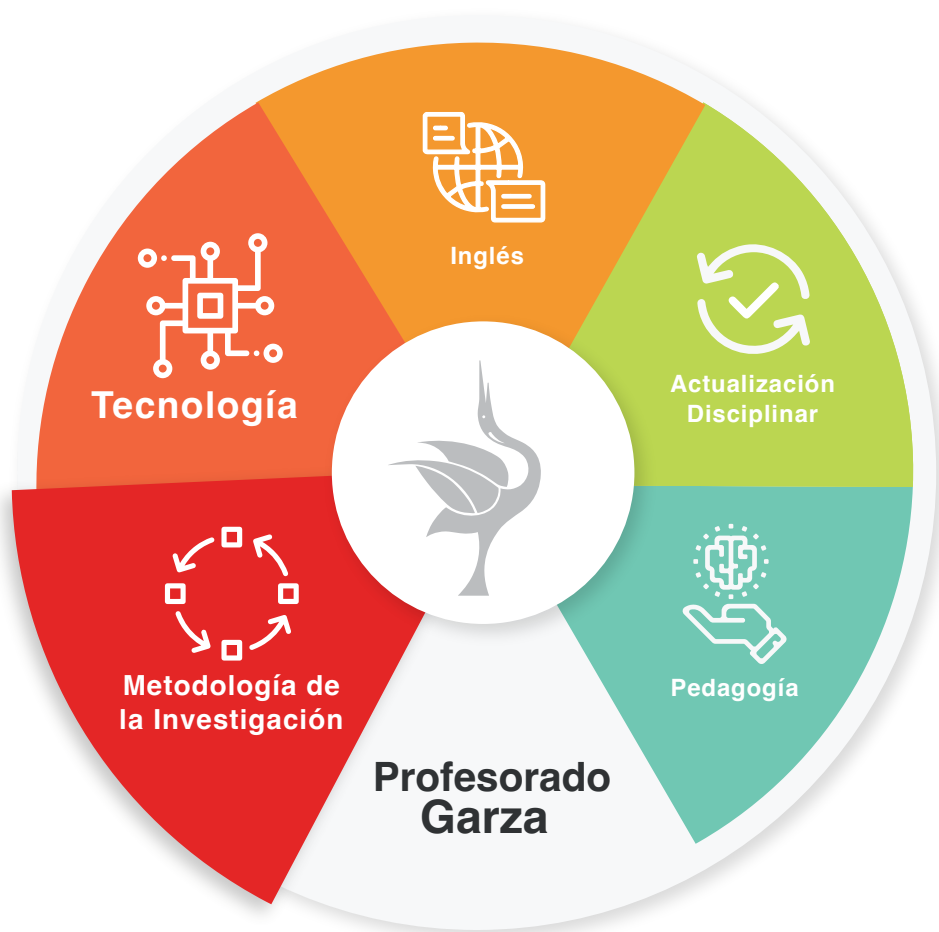 Inglés
Tecnología
Actualización
Disciplinar
Metodología de
la Investigación
Pedagogía
Profesorado
Garza